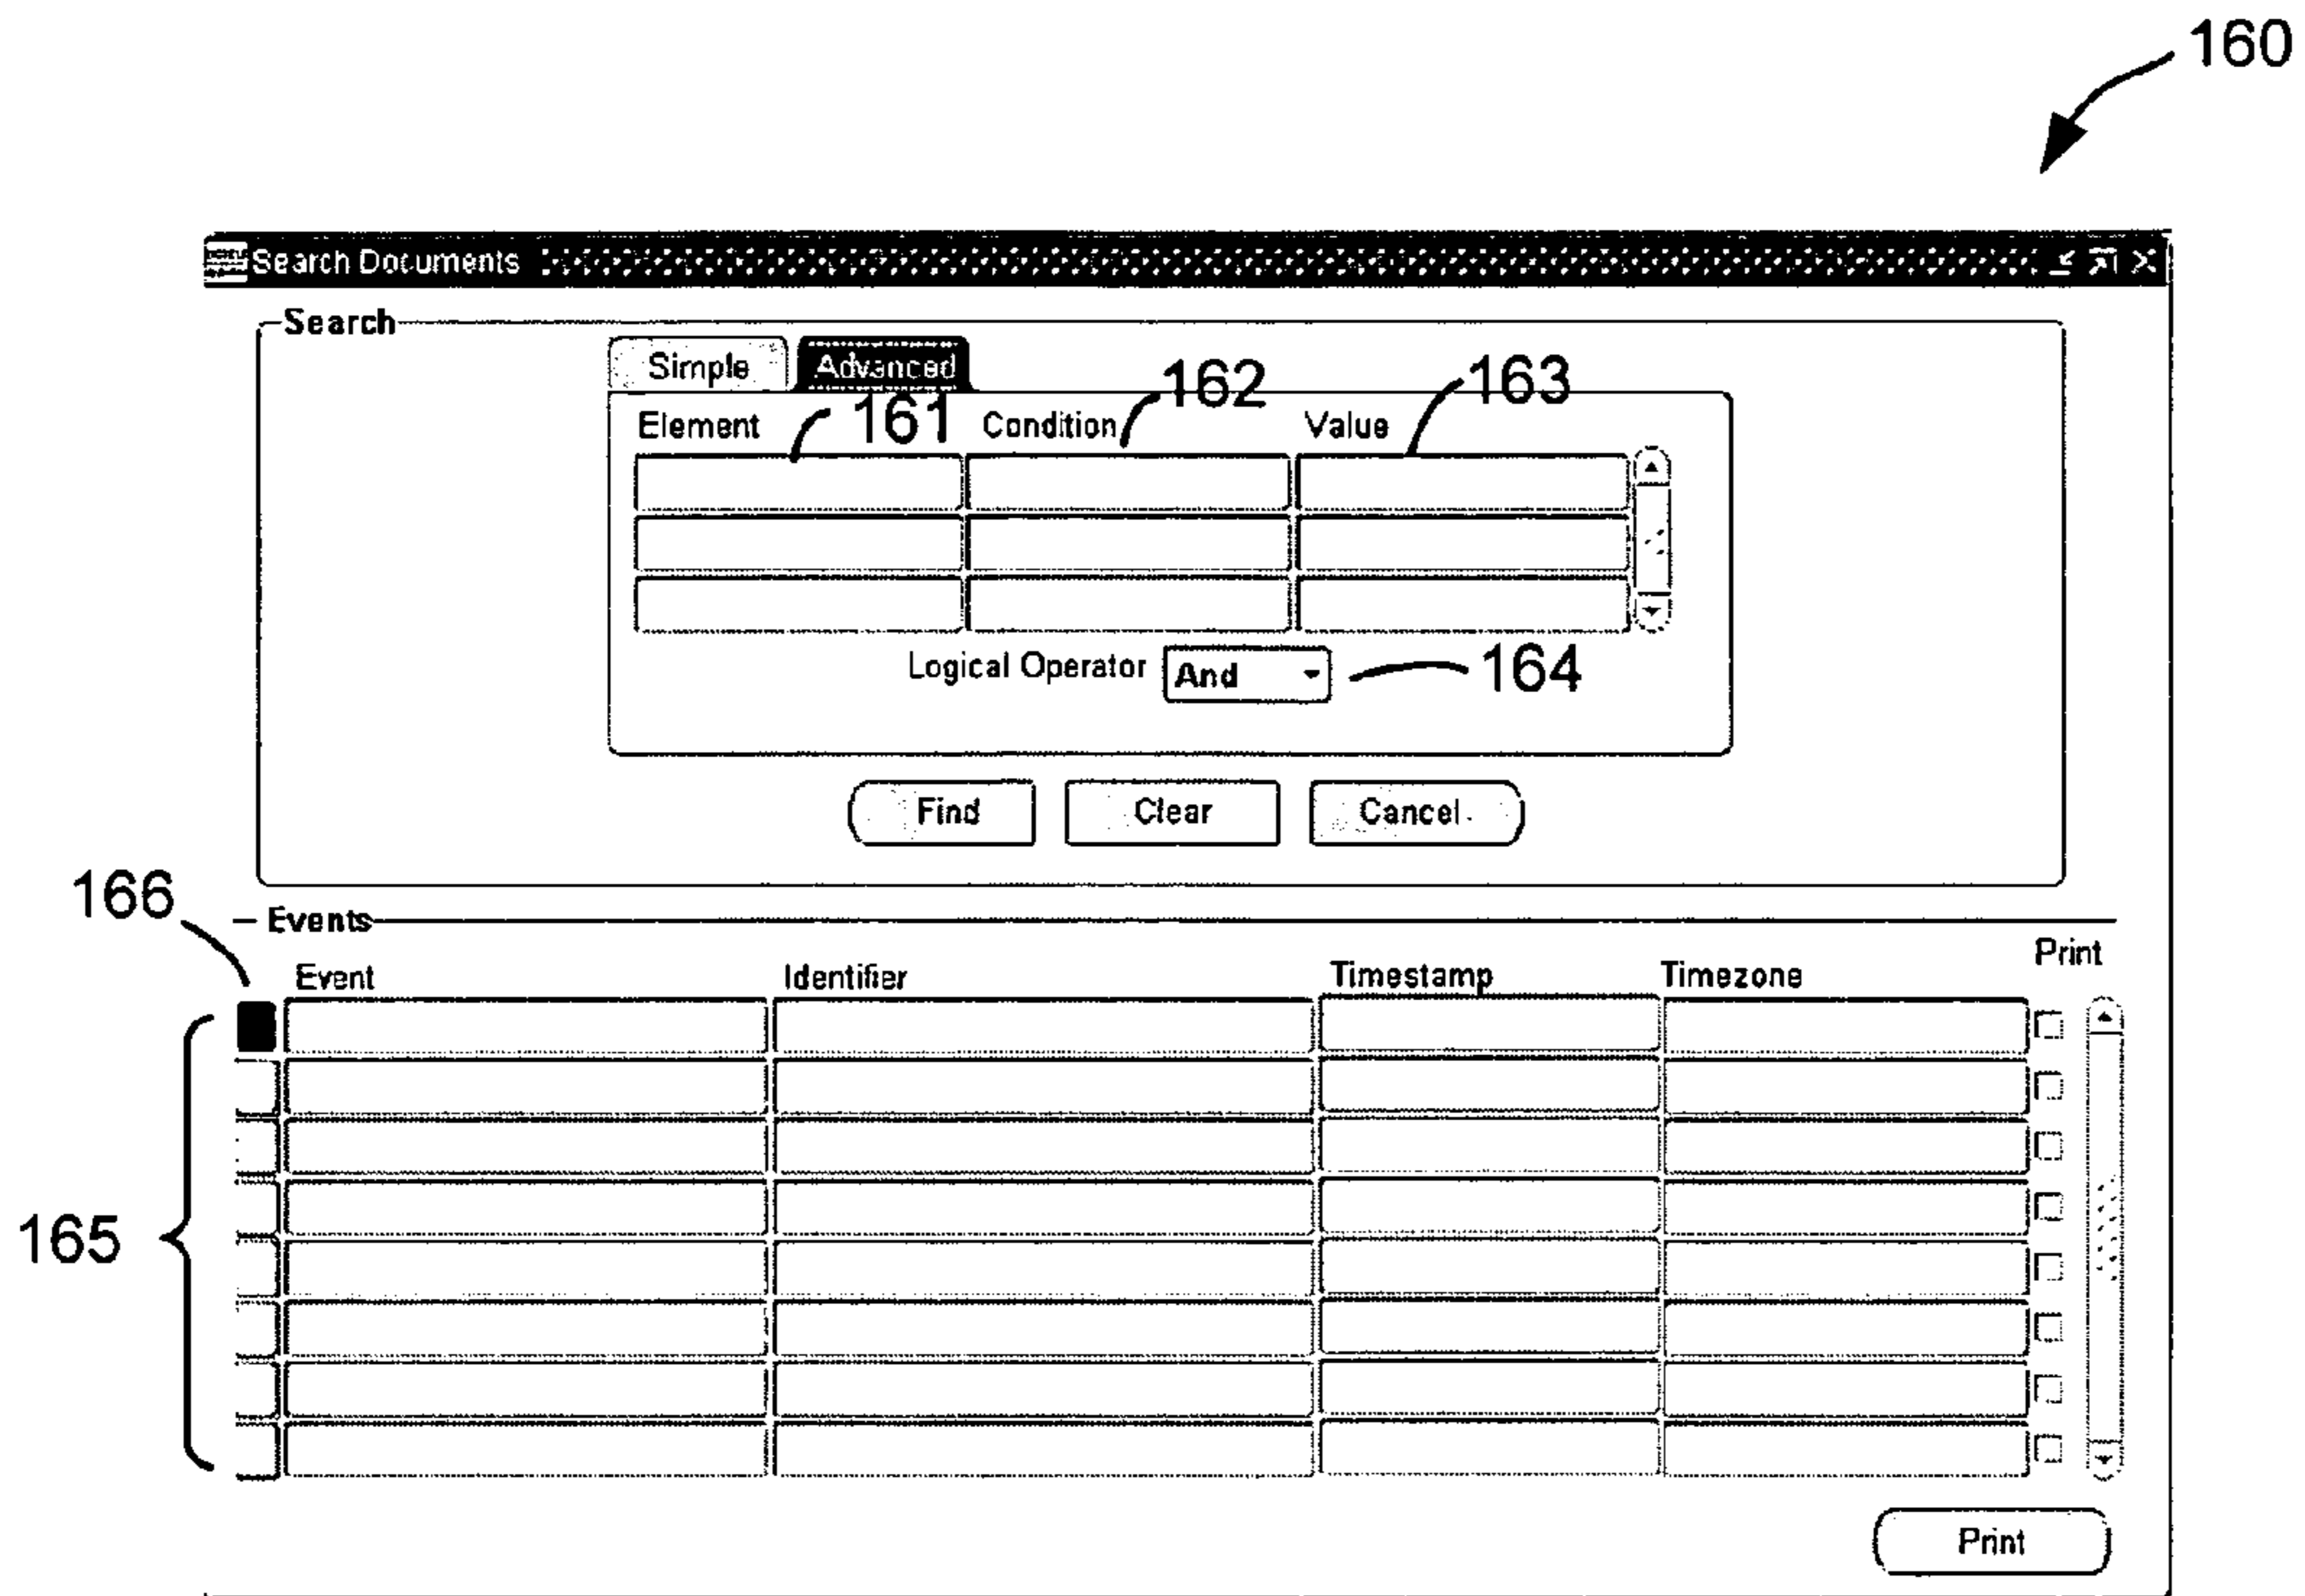 160
Search Documents
Search
Simple Advanced
Element 161 Condition 162 Value 163
Logical Operator And 164
Find Clear Cancel
166
Events
Event Identifier Timestamp Timezone Print
165
Print